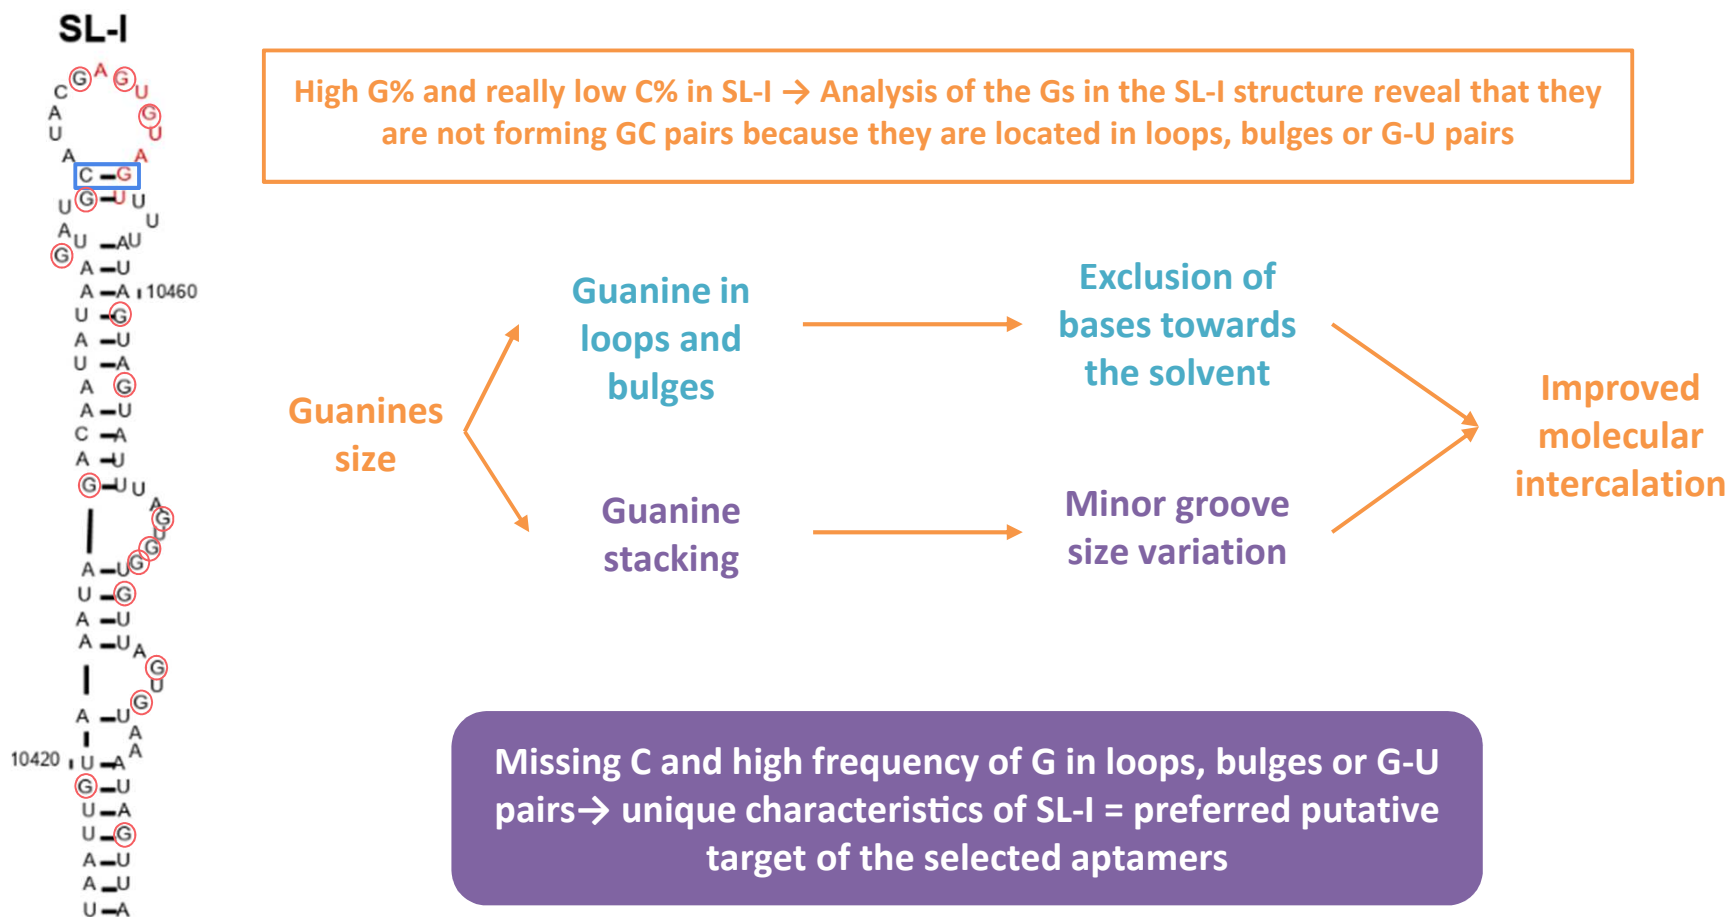 SL-I
High G% and really low C% in SL-I → Analysis of the Gs in the SL-I structure reveal that they
are not forming GC pairs because they are located in loops, bulges or G-U pairs
G A G
C U
A G
U U
A A
C G
G U U
U U
A U AU
G
A U
A A 10460
U G
A U
U A
A G
A U
C A
A U
G U U
A
G
U
G
G
A U
U G
A U
A U A
G
U
G
A U
A
A
10420 U A
G U
U A
U G
A U
A U
U A
Guanines
size
Guanine in
loops and
bulges
Exclusion of
bases towards
the solvent
Guanine
stacking
Minor groove
size variation
Improved
molecular
intercalation
Missing C and high frequency of G in loops, bulges or G-U
pairs→ unique characteristics of SL-I = preferred putative
target of the selected aptamers